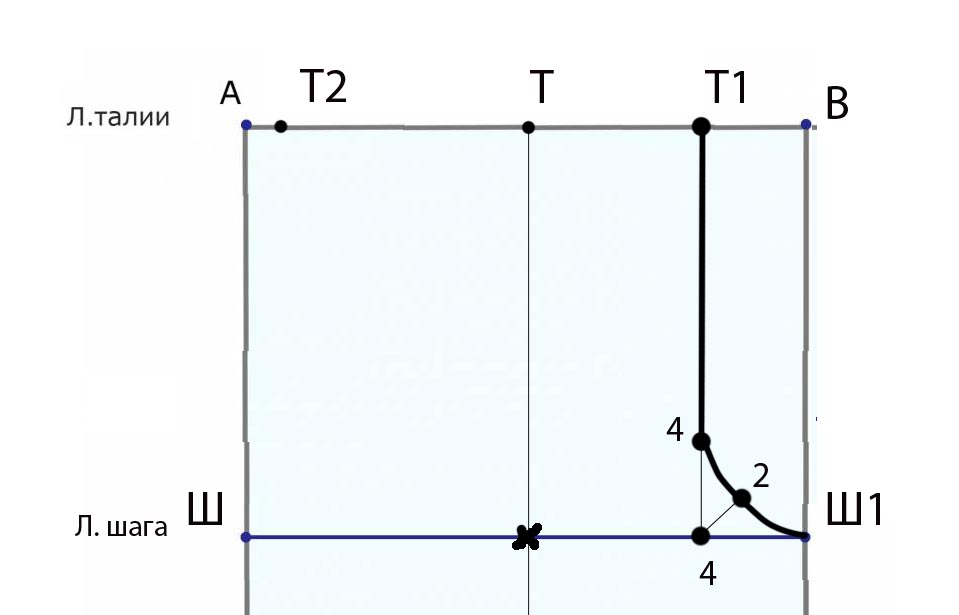 А Т2 Т Т1 В
Л.талии
4
2
Ш Ш1
Л. шага
4